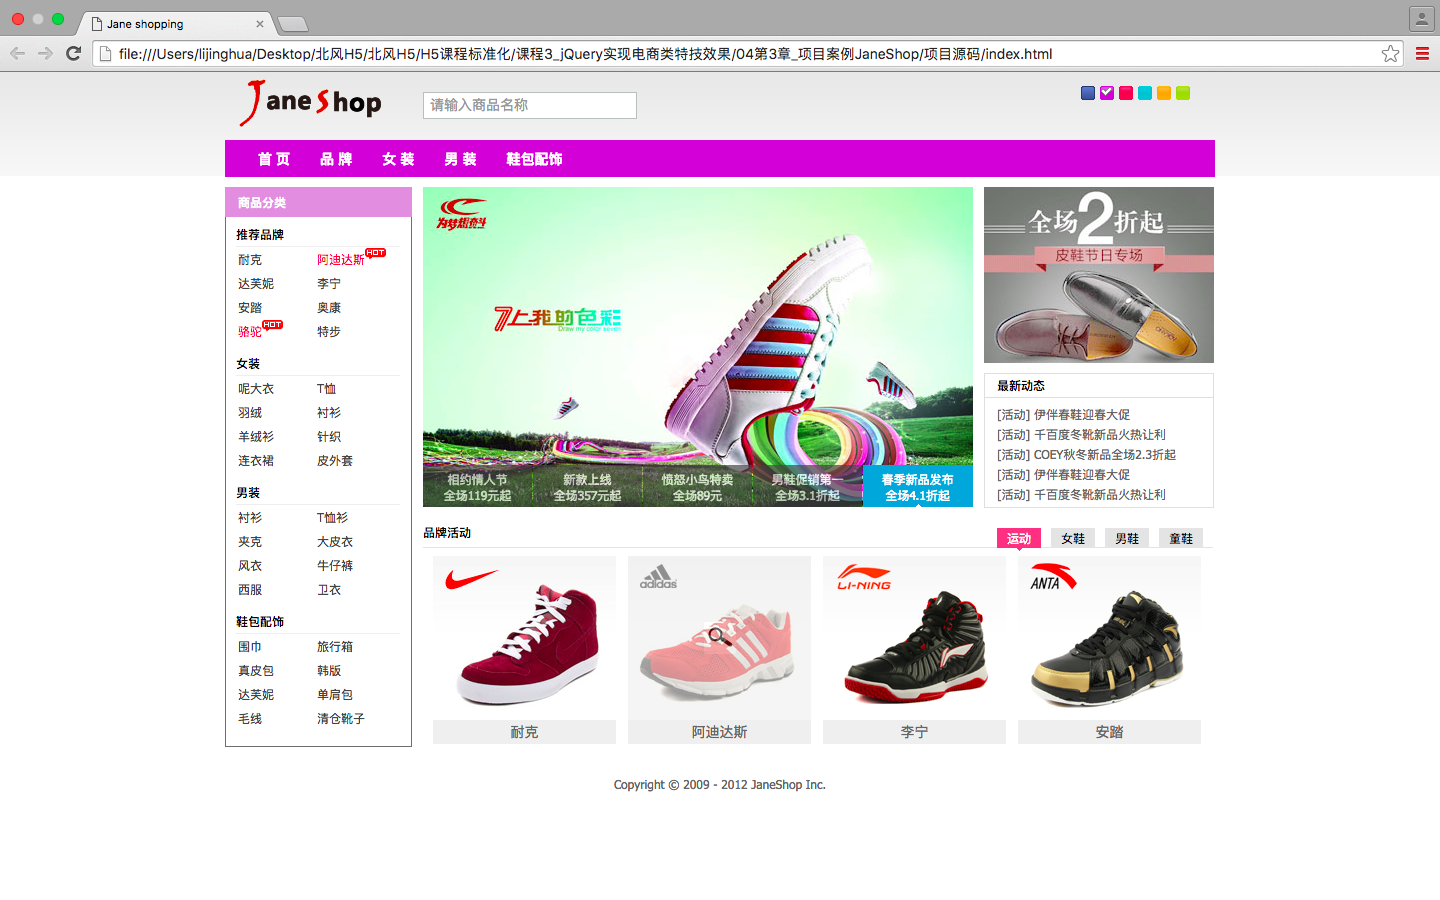 Jane shopping
file:///Users/lijinghua/Desktop/北风H5/北风H5/H5课程标准化/课程3_jQuery实现电商类特技效果/04第3章_项目案例JaneShop/项目源码/index.html
Jane Shop
请输入商品名称
首 页 品 牌 女 装 男 装 鞋包配饰
商品分类
推荐品牌
耐克 阿迪达斯 HOT
达芙妮 李宁
安踏 奥康
骆驼 HOT 特步
女装
呢大衣 T恤
羽绒 衬衫
羊绒衫 针织
连衣裙 皮外套
男装
衬衫 T恤衫
夹克 大皮衣
风衣 牛仔裤
西服 卫衣
鞋包配饰
围巾 旅行箱
真皮包 韩版
达芙妮 单肩包
毛线 清仓靴子
为梦想奋斗
7上我的色彩
Draw my color seven
相约情人节
全场119元起
新款上线
全场357元起
愤怒小鸟特卖
全场89元
男鞋促销第一
全场3.1折起
春季新品发布
全场4.1折起
全场2折起
皮鞋节日专场
最新动态
[活动] 伊伴春鞋迎春大促
[活动] 千百度冬靴新品火热让利
[活动] COEY秋冬新品全场2.3折起
[活动] 伊伴春鞋迎春大促
[活动] 千百度冬靴新品火热让利
品牌活动
运动 女鞋 男鞋 童鞋
adidas
LI-NING
ANTA
耐克 阿迪达斯 李宁 安踏
Copyright © 2009 - 2012 JaneShop Inc.